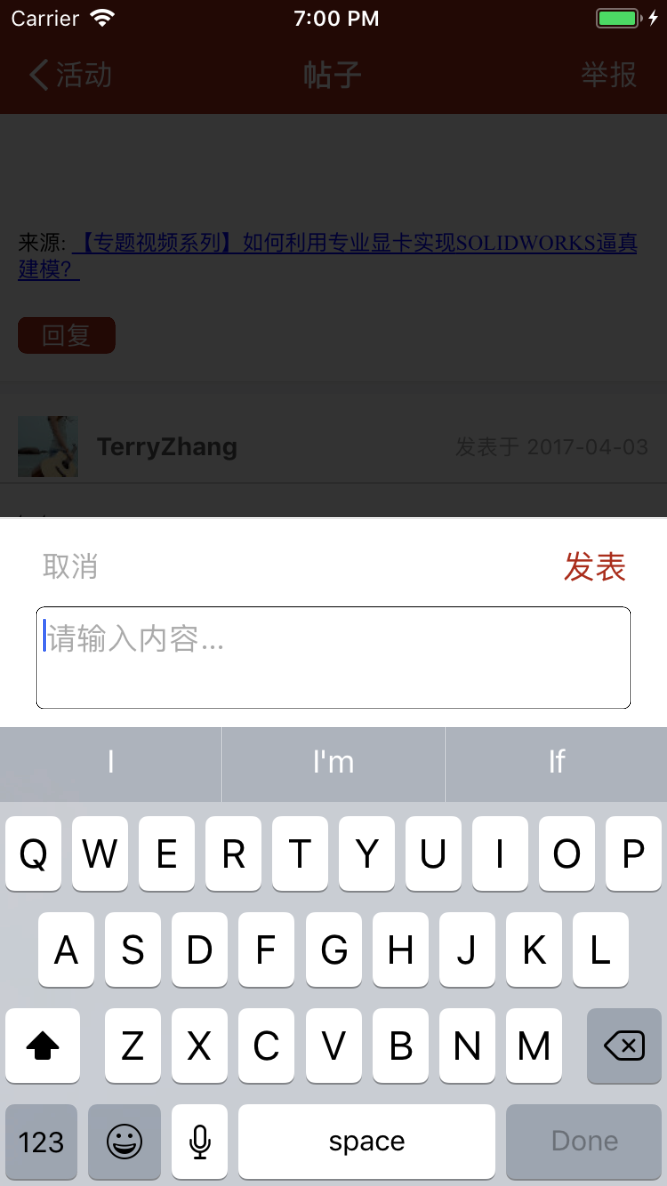 Carrier 7:00 PM
活动 帖子 举报
来源: 【专题视频系列】如何利用专业显卡实现SOLIDWORKS逼真
建模？
回复
TerryZhang 发表于 2017-04-03
取消 发表
请输入内容...
I I'm If
Q W E R T Y U I O P
A S D F G H J K L
Z X C V B N M
123 space Done